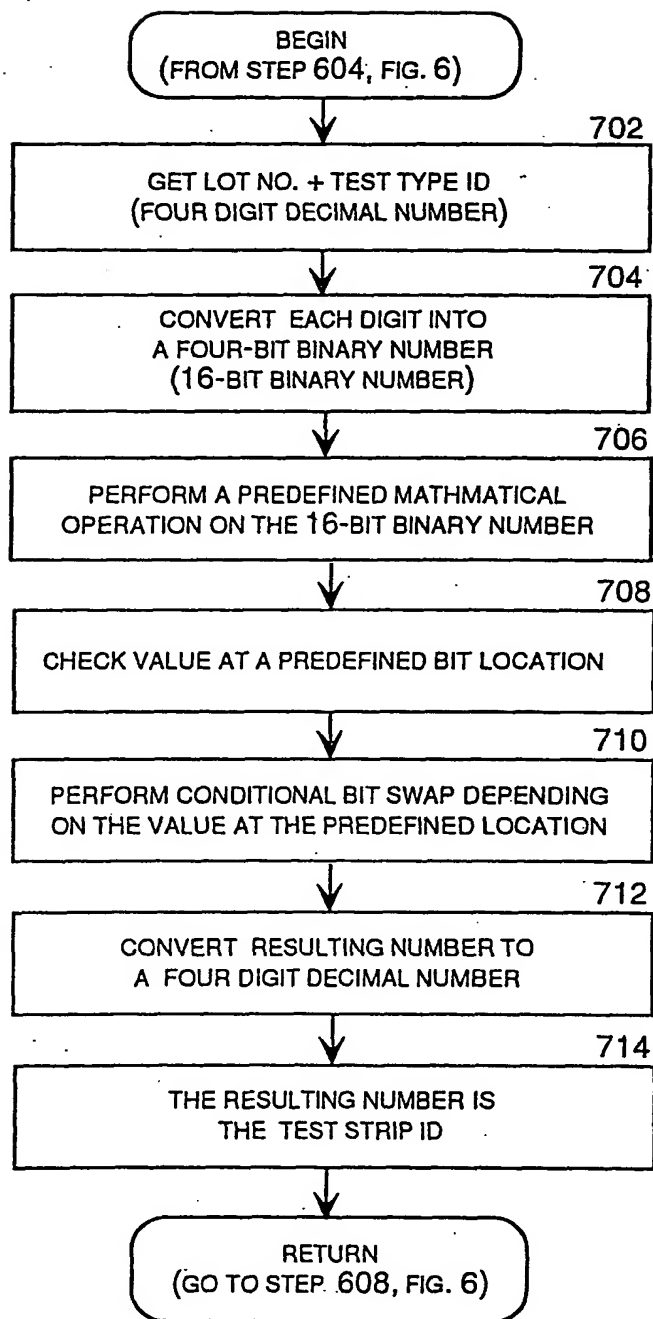 BEGIN
(FROM STEP 604, FIG. 6)
702
GET LOT NO. + TEST TYPE ID
(FOUR DIGIT DECIMAL NUMBER)
704
CONVERT EACH DIGIT INTO
A FOUR-BIT BINARY NUMBER
(16-BIT BINARY NUMBER)
706
PERFORM A PREDEFINED MATHMATICAL
OPERATION ON THE 16-BIT BINARY NUMBER
708
CHECK VALUE AT A PREDEFINED BIT LOCATION
710
PERFORM CONDITIONAL BIT SWAP DEPENDING
ON THE VALUE AT THE PREDEFINED LOCATION
712
CONVERT RESULTING NUMBER TO
A FOUR DIGIT DECIMAL NUMBER
714
THE RESULTING NUMBER IS
THE TEST STRIP ID
RETURN
(GO TO STEP 608, FIG. 6)